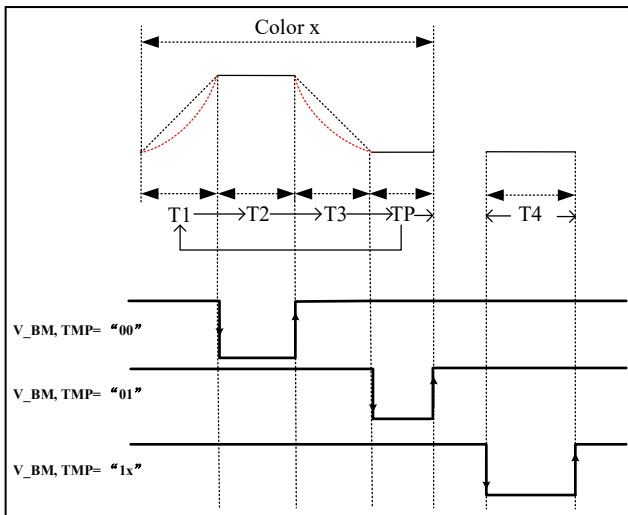 Color x
T1 T2 T3 TP T4
V_BM, TMP= “00”
V_BM, TMP= “01”
V_BM, TMP= “1x”